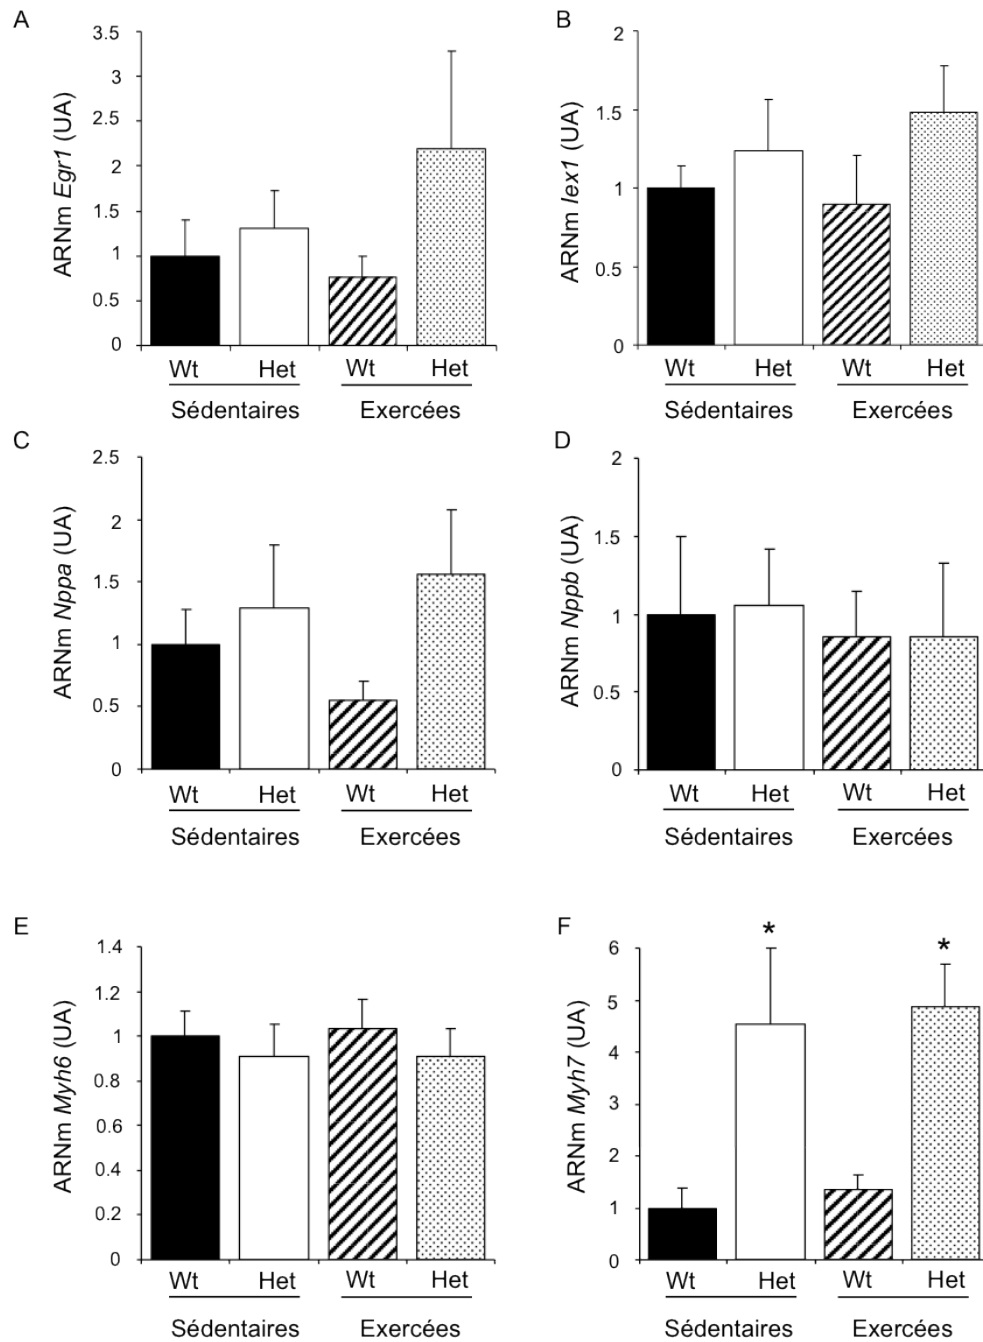 A
ARNm Egr1 (UA)
3.5
3
2.5
2
1.5
1
0.5
0
Wt Het Wt Het
Sédentaires Exercées
B
ARNm Iex1 (UA)
2
1.5
1
0.5
0
Wt Het Wt Het
Sédentaires Exercées
C
ARNm Nppa (UA)
2.5
2
1.5
1
0.5
0
Wt Het Wt Het
Sédentaires Exercées
D
ARNm Nppb (UA)
2
1.5
1
0.5
0
Wt Het Wt Het
Sédentaires Exercées
E
ARNm Myh6 (UA)
1.4
1.2
1
0.8
0.6
0.4
0.2
0
Wt Het Wt Het
Sédentaires Exercées
F
ARNm Myh7 (UA)
6
5
4
3
2
1
0
* *
Wt Het Wt Het
Sédentaires Exercées